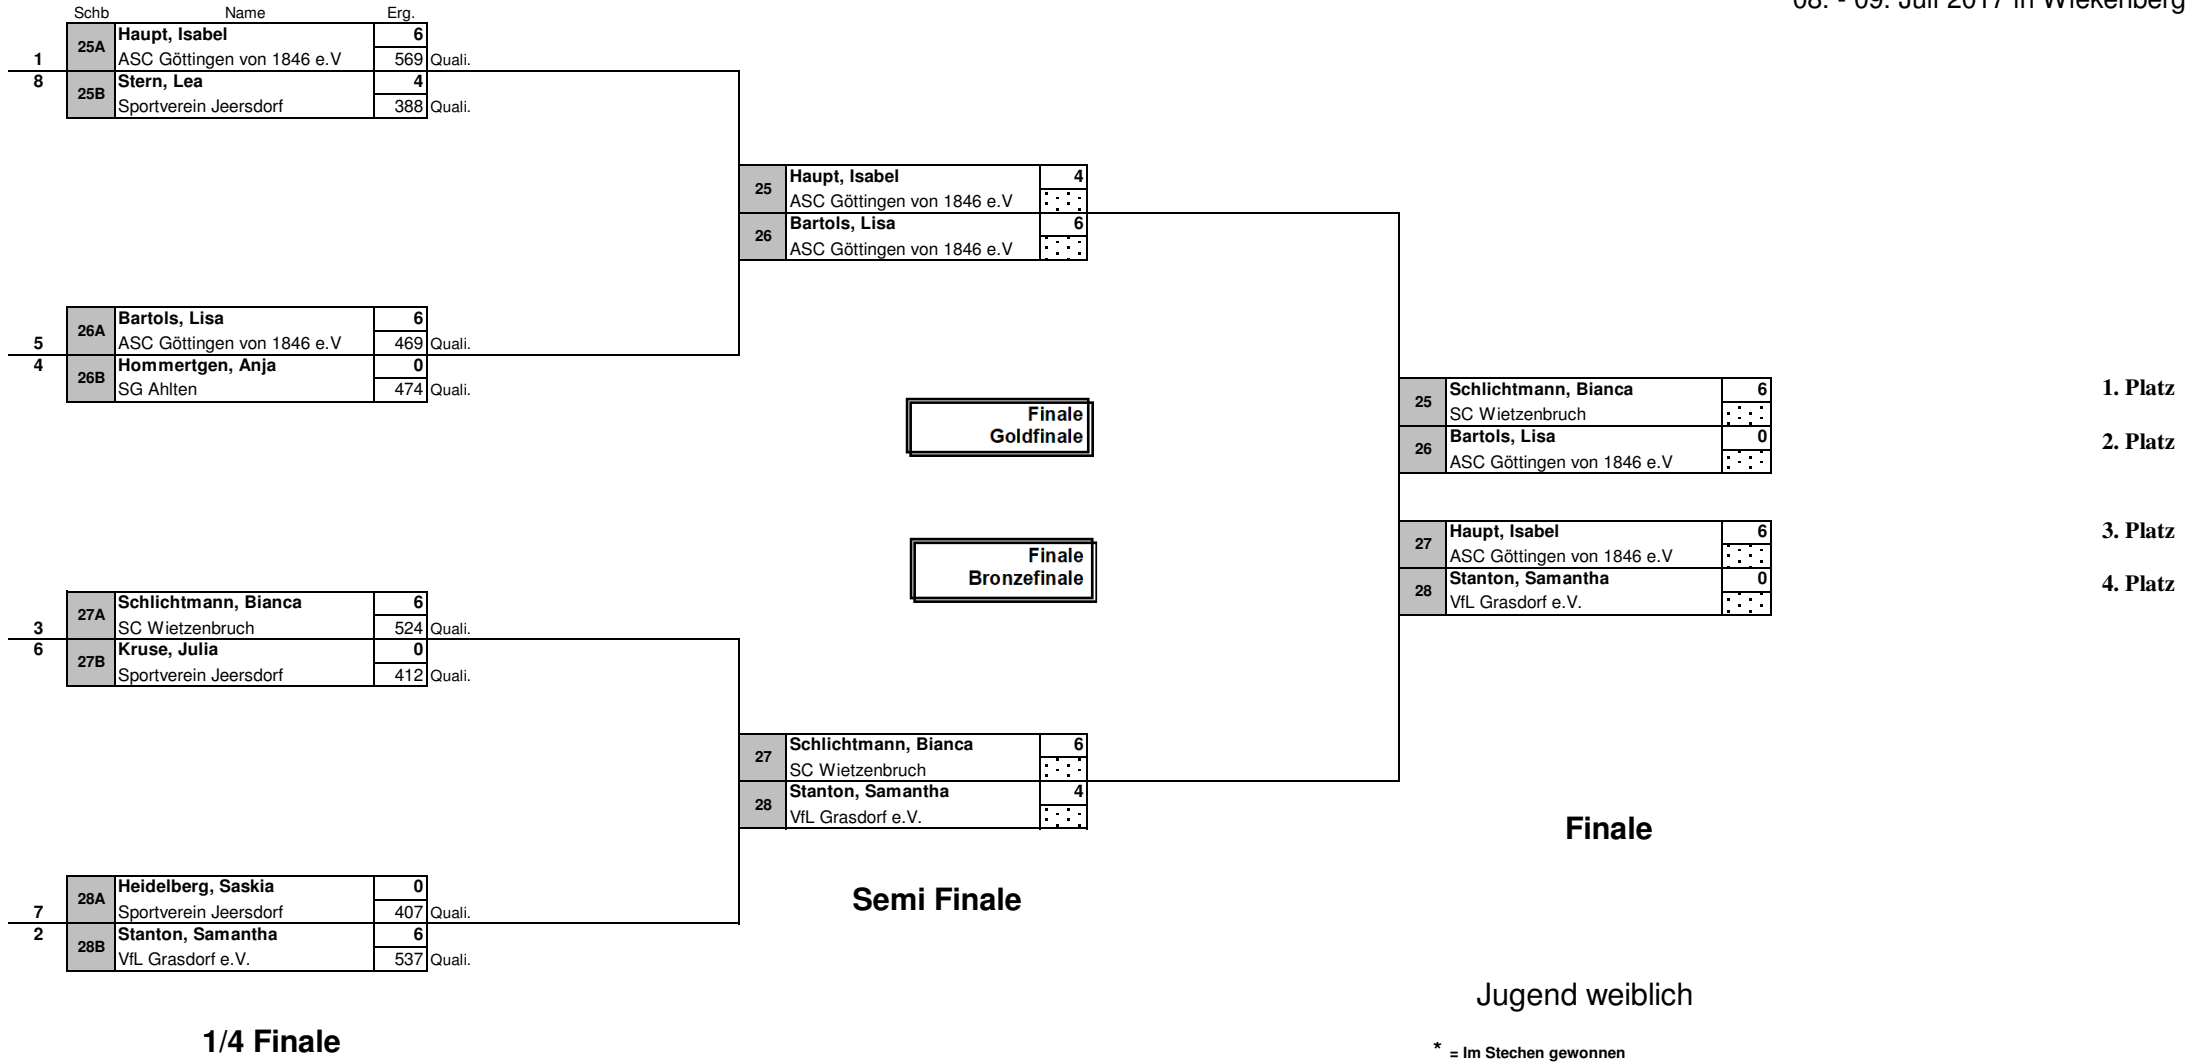 08. - 09. Juli 2017 in Wiekenberg
Schb Name Erg.
25A Haupt, Isabel 6
1 ASC Göttingen von 1846 e.V 569 Quali.
8 25B Stern, Lea 4
Sportverein Jeersdorf 388 Quali.
25 Haupt, Isabel 4
ASC Göttingen von 1846 e.V
26 Bartols, Lisa 6
ASC Göttingen von 1846 e.V
26A Bartols, Lisa 6
5 ASC Göttingen von 1846 e.V 469 Quali.
4 26B Hommertgen, Anja 0
SG Ahlten 474 Quali.
Finale
Goldfinale
25 Schlichtmann, Bianca 6 1. Platz
SC Wietzenbruch
26 Bartols, Lisa 0 2. Platz
ASC Göttingen von 1846 e.V
Finale
Bronzefinale
27 Haupt, Isabel 6 3. Platz
ASC Göttingen von 1846 e.V
28 Stanton, Samantha 0 4. Platz
VfL Grasdorf e.V.
27A Schlichtmann, Bianca 6
3 SC Wietzenbruch 524 Quali.
6 27B Kruse, Julia 0
Sportverein Jeersdorf 412 Quali.
27 Schlichtmann, Bianca 6
SC Wietzenbruch
28 Stanton, Samantha 4
VfL Grasdorf e.V.
Finale
28A Heidelberg, Saskia 0
7 Sportverein Jeersdorf 407 Quali.
2 28B Stanton, Samantha 6
VfL Grasdorf e.V. 537 Quali.
Semi Finale
Jugend weiblich
1/4 Finale
* = Im Stechen gewonnen